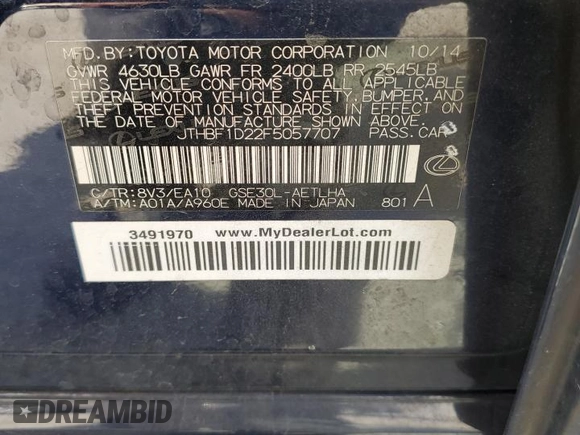 MFD.BY:TOYOTA MOTOR CORPORATION 10/14
GVWR 4630LB GAWR FR 2400LB RR 2545LB
THIS VEHICLE CONFORMS TO ALL APPLICABLE
FEDERAL MOTOR VEHICLE SAFETY, BUMPER, AND
THEFT PREVENTION STANDARDS IN EFFECT ON
THE DATE OF MANUFACTURE SHOWN ABOVE.
JTHBF1D22F5057707 PASS.CAR
C/TR:8V3/EA10 GSE30L-AETLHA
A/TM:A01A/A960E MADE IN JAPAN 801 A
3491970 www.MyDealerLot.com
DREAMBID